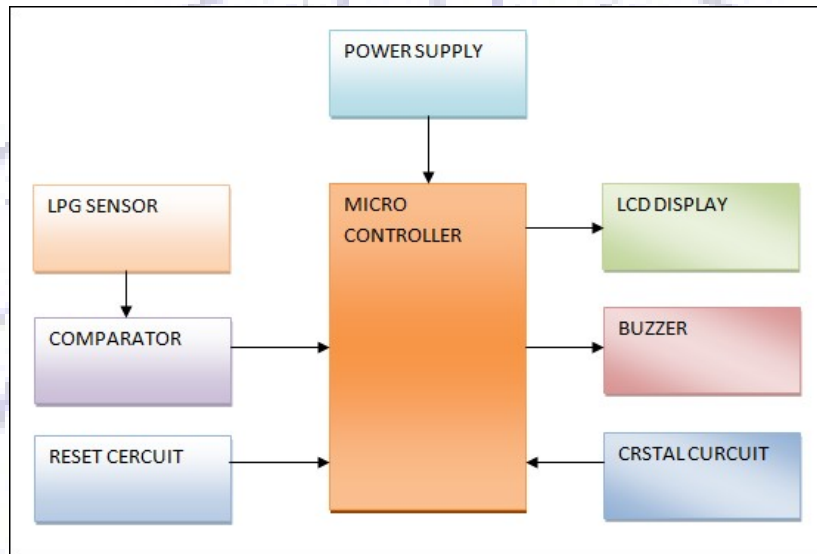 POWER SUPPLY
LPG SENSOR
MICRO
CONTROLLER
LCD DISPLAY
COMPARATOR
BUZZER
RESET CERCUIT
CRSTAL CURCUIT